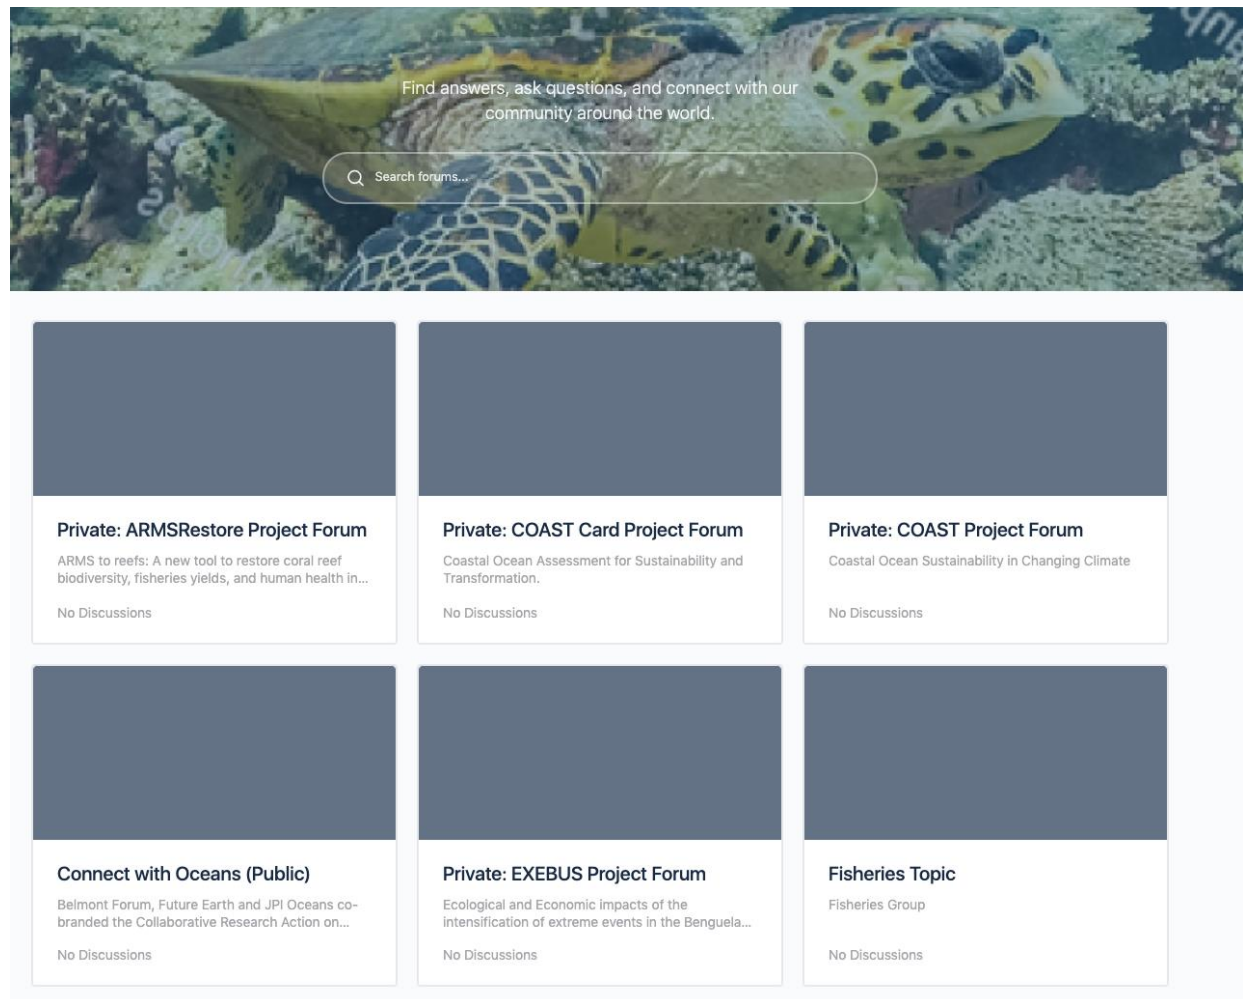 Find answers, ask questions, and connect with our
community around the world.
Search forums...
Private: ARMSRestore Project Forum
ARMS to reefs: A new tool to restore coral reef
biodiversity, fisheries yields, and human health in...
No Discussions
Private: COAST Card Project Forum
Coastal Ocean Assessment for Sustainability and
Transformation.
No Discussions
Private: COAST Project Forum
Coastal Ocean Sustainability in Changing Climate
No Discussions
Connect with Oceans (Public)
Belmont Forum, Future Earth and JPI Oceans co-
branded the Collaborative Research Action on...
No Discussions
Private: EXEBUS Project Forum
Ecological and Economic impacts of the
intensification of extreme events in the Benguela...
No Discussions
Fisheries Topic
Fisheries Group
No Discussions